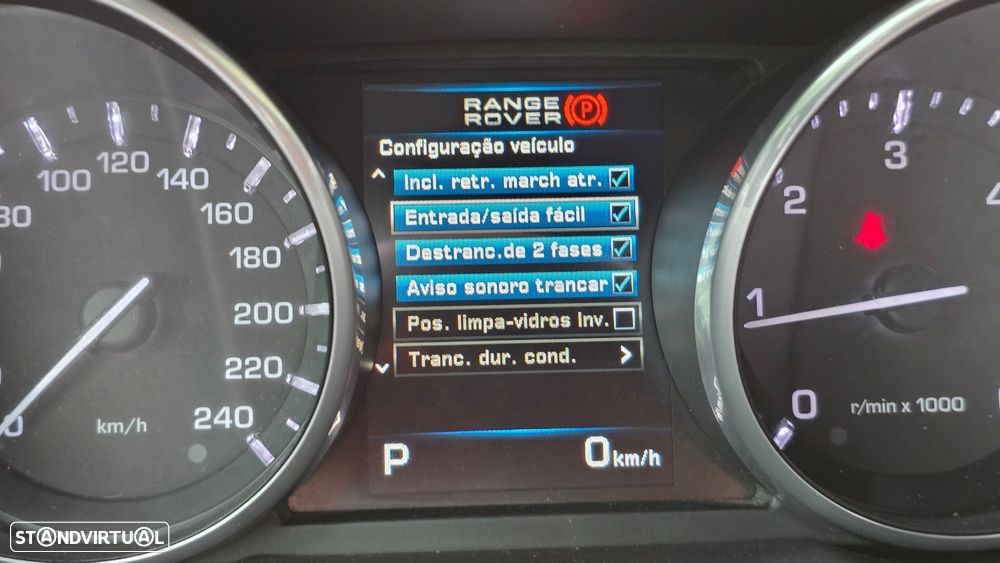 RANGE
ROVER
P
Configuração veículo
Incl. retr. march atr.
Entrada/saída fácil
Destranc.de 2 fases
Aviso sonoro trancar
Pos. limpa-vidros Inv.
Tranc. dur. cond.
P
0 km/h
100
120
140
160
180
200
220
240
km/h
0
1
2
3
r/min x 1000
STANDVIRTUAL